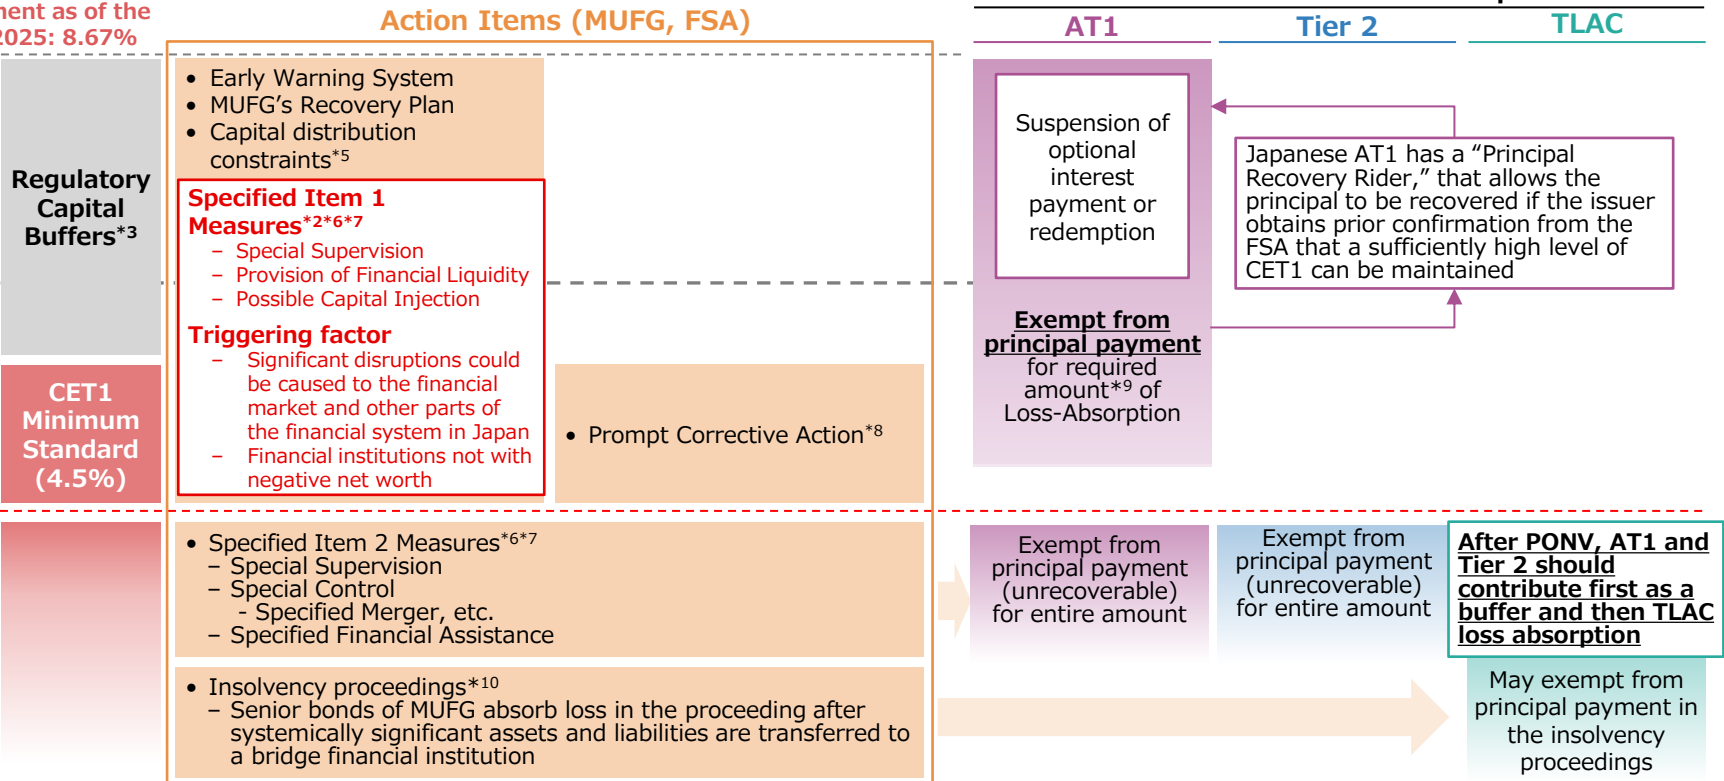 ment as of the
2025: 8.67%
Action Items (MUFG, FSA)
AT1
Tier 2
TLAC
Regulatory
Capital
Buffers*3
• Early Warning System
• MUFG's Recovery Plan
• Capital distribution
constraints*5
Specified Item 1
Measures*2*6*7
– Special Supervision
– Provision of Financial Liquidity
– Possible Capital Injection
Triggering factor
– Significant disruptions could
be caused to the financial
market and other parts of
the financial system in Japan
– Financial institutions not with
negative net worth
Suspension of
optional
interest
payment or
redemption
Japanese AT1 has a “Principal
Recovery Rider,” that allows the
principal to be recovered if the issuer
obtains prior confirmation from the
FSA that a sufficiently high level of
CET1 can be maintained
Exempt from
principal payment
for required
amount*9 of
Loss-Absorption
CET1
Minimum
Standard
(4.5%)
• Prompt Corrective Action*8
• Specified Item 2 Measures*6*7
– Special Supervision
– Special Control
- Specified Merger, etc.
– Specified Financial Assistance
Exempt from
principal payment
(unrecoverable)
for entire amount
Exempt from
principal payment
(unrecoverable)
for entire amount
After PONV, AT1 and
Tier 2 should
contribute first as a
buffer and then TLAC
loss absorption
• Insolvency proceedings*10
– Senior bonds of MUFG absorb loss in the proceeding after
systemically significant assets and liabilities are transferred to
a bridge financial institution
May exempt from
principal payment in
the insolvency
proceedings